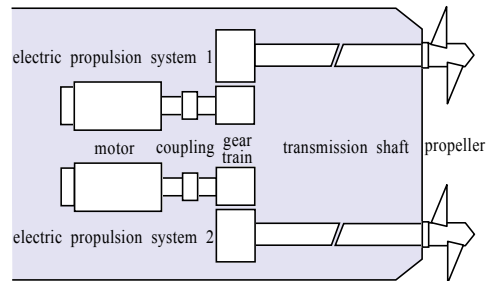 electric propulsion system 1
motor
coupling
gear
train
transmission shaft
propeller
electric propulsion system 2